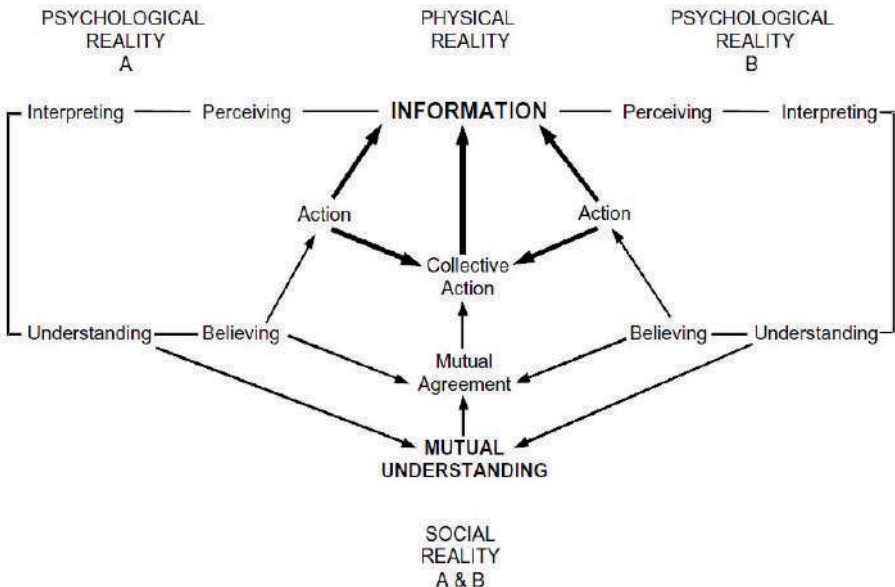 PSYCHOLOGICAL PHYSICAL PSYCHOLOGICAL
REALITY REALITY REALITY
A B
Interpreting Perceiving INFORMATION Perceiving Interpreting
Action Action
Collective
Action
Understanding Believing Believing Understanding
Mutual
Agreement
MUTUAL
UNDERSTANDING
SOCIAL
REALITY
A & B